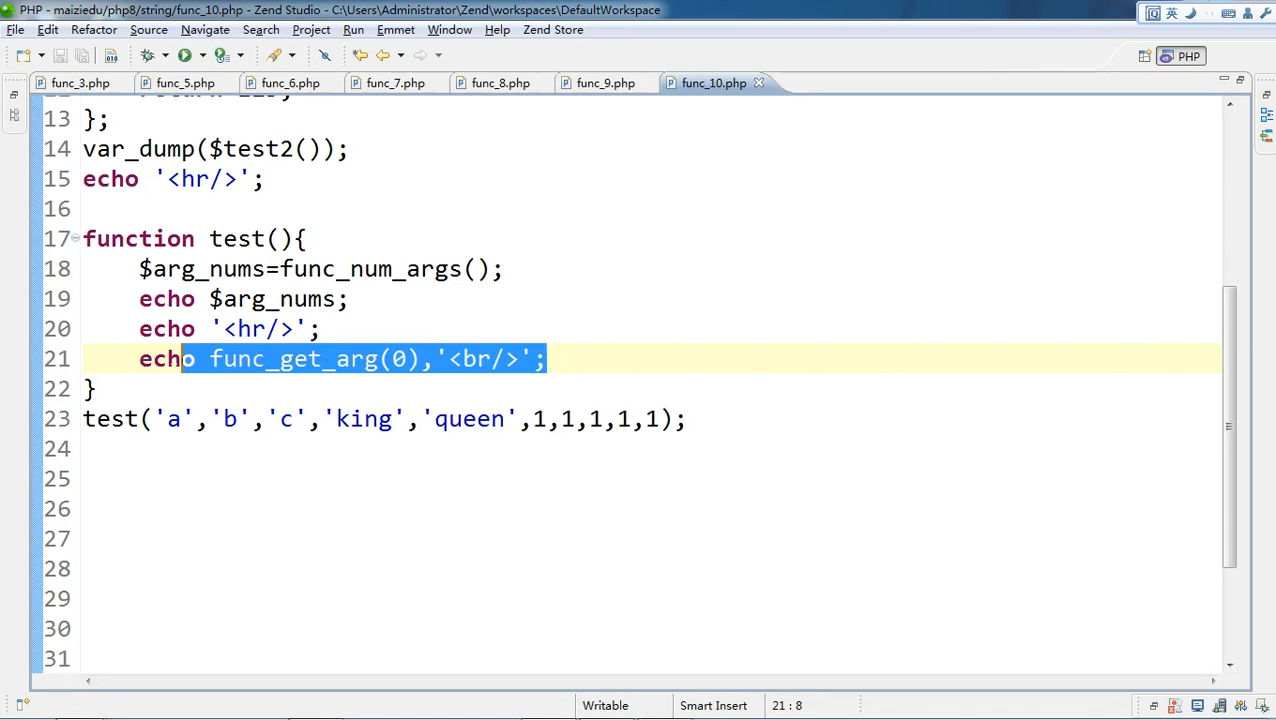 PHP - maiziedu/php8/string/func_10.php - Zend Studio - C:\Users\Administrator\Zend\workspaces\DefaultWorkspace
英
File Edit Refactor Source Navigate Search Project Run Emmet Window Help Zend Store
PHP
func_3.php func_5.php func_6.php func_7.php func_8.php func_9.php func_10.php
13 };
14 var_dump($test2());
15 echo '<hr/>';
16
17 function test(){
18 $arg_nums=func_num_args();
19 echo $arg_nums;
20 echo '<hr/>';
21 echo func_get_arg(0),'<br/>';
22 }
23 test('a','b','c','king','queen',1,1,1,1,1);
24
25
26
27
28
29
30
31
Writable Smart Insert 21 : 8